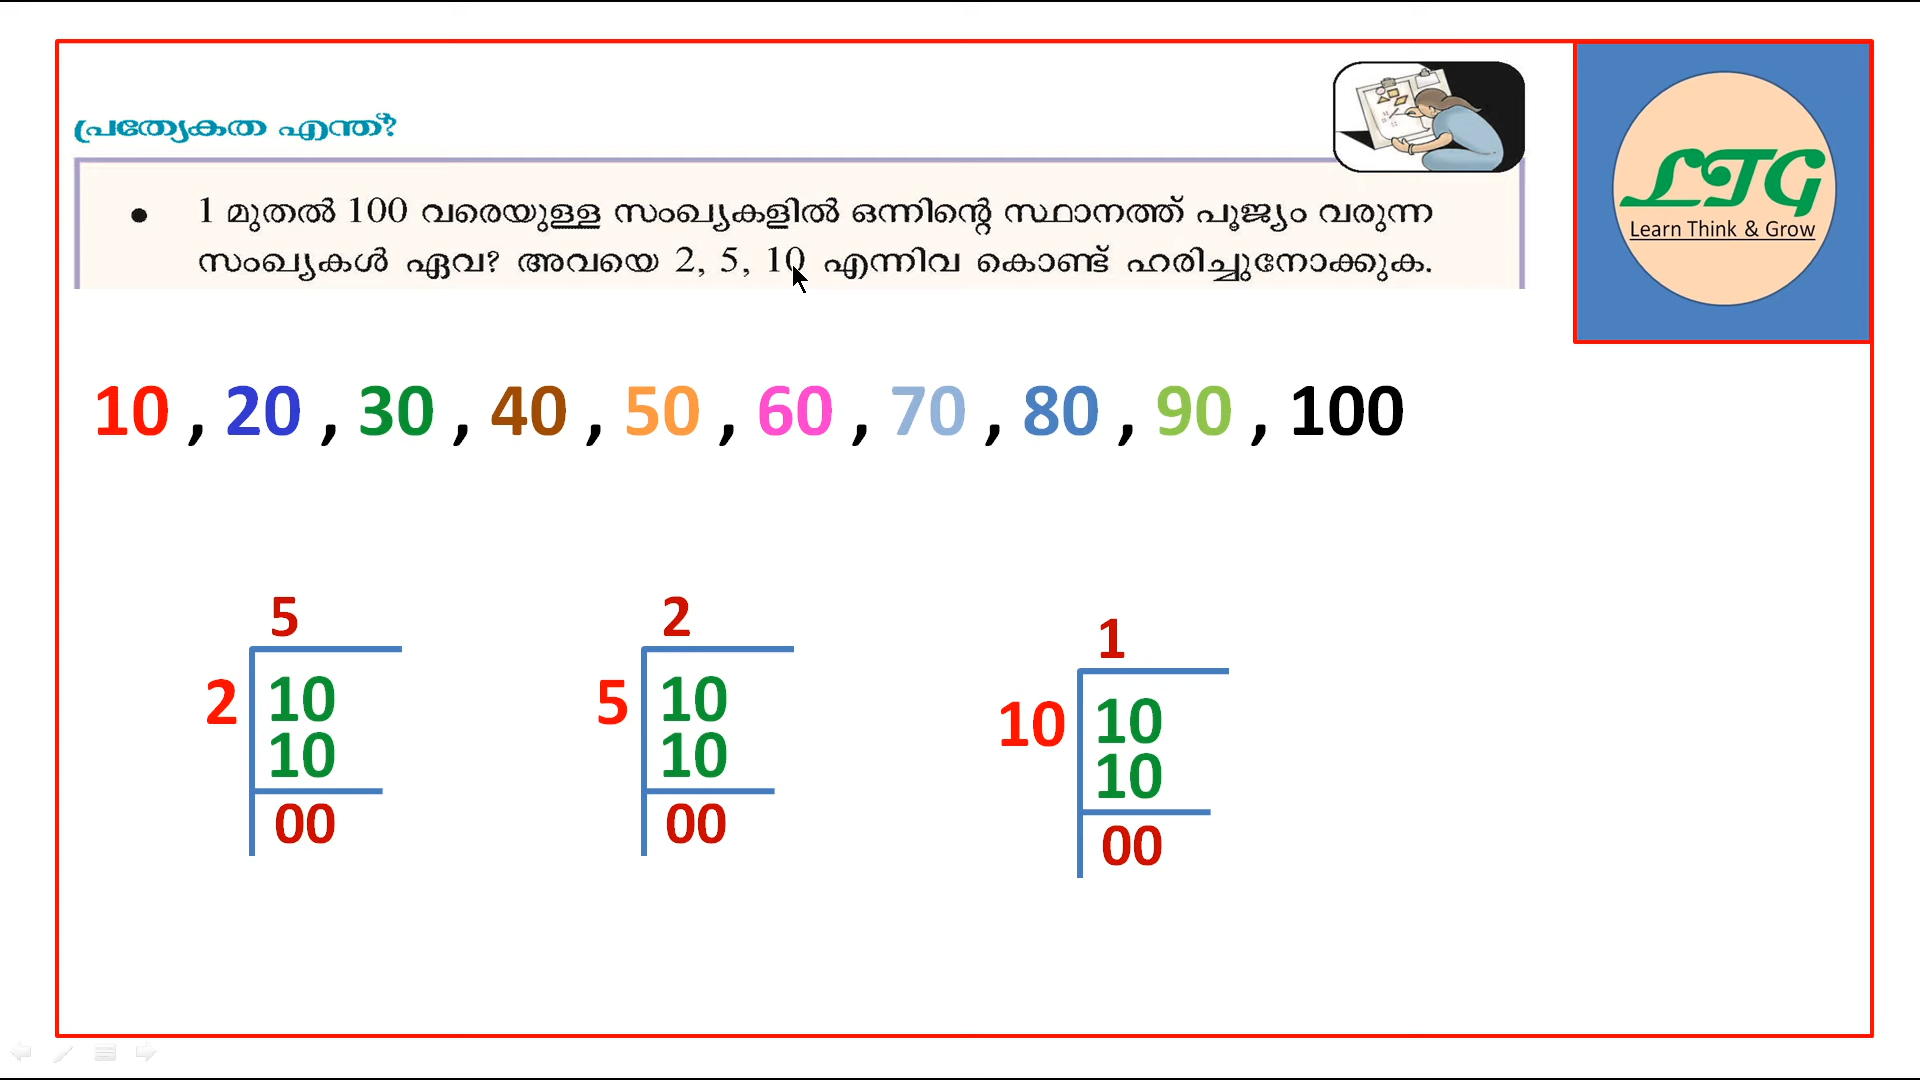 പ്രത്യേകത എന്ത്?
LTG
Learn Think & Grow
● 1 മുതൽ 100 വരെയുള്ള സംഖ്യകളിൽ ഒന്നിന്റെ സ്ഥാനത്ത് പൂജ്യം വരുന്ന
സംഖ്യകൾ ഏവ? അവയെ 2, 5, 10 എന്നിവ കൊണ്ട് ഹരിച്ചുനോക്കുക.
10 , 20 , 30 , 40 , 50 , 60 , 70 , 80 , 90 , 100
5
2 10
10
00
2
5 10
10
00
1
10 10
10
00